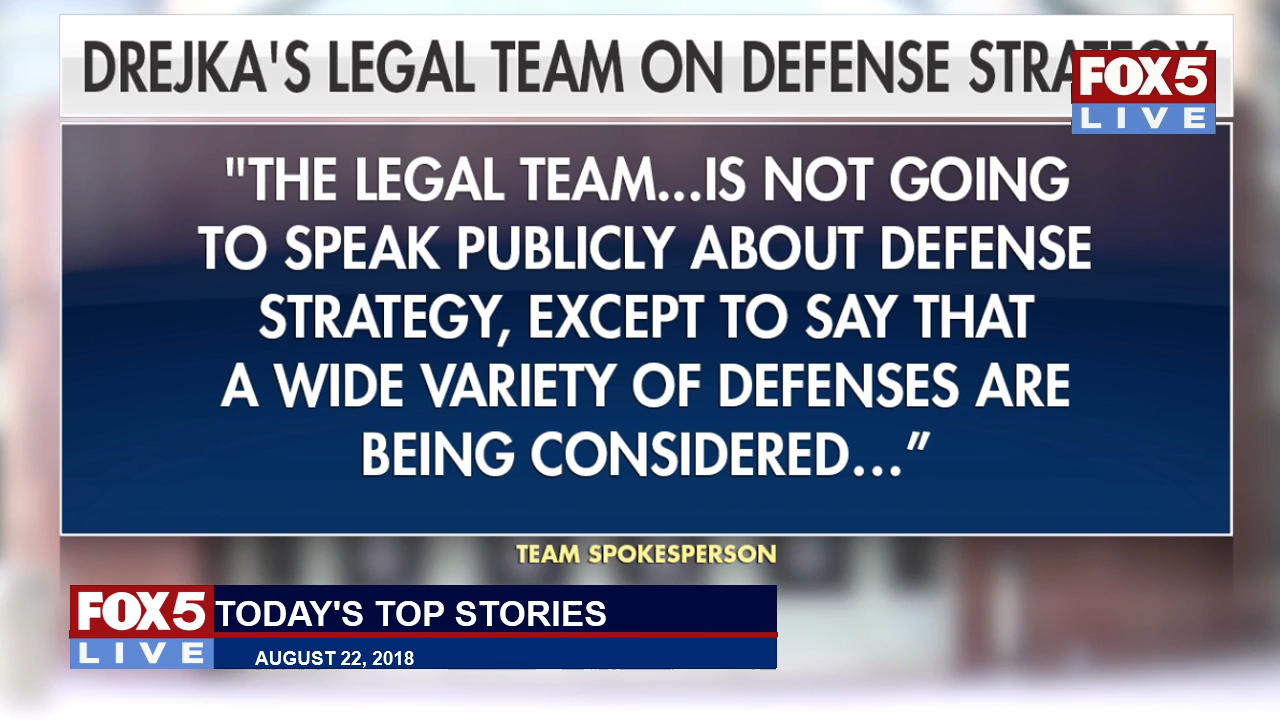 DREJKA'S LEGAL TEAM ON DEFENSE
FOX5
LIVE
"THE LEGAL TEAM...IS NOT GOING
TO SPEAK PUBLICLY ABOUT DEFENSE
STRATEGY, EXCEPT TO SAY THAT
A WIDE VARIETY OF DEFENSES ARE
BEING CONSIDERED...”
TEAM SPOKESPERSON
FOX5
LIVE
TODAY'S TOP STORIES
AUGUST 22, 2018